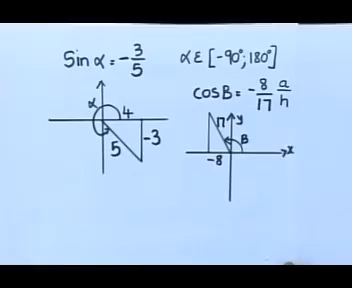 Sin α = -3/5
α ε [-90°; 180°]
cos B = -8/17 a/h
α
4
-3
5
y
17
B
-8
x